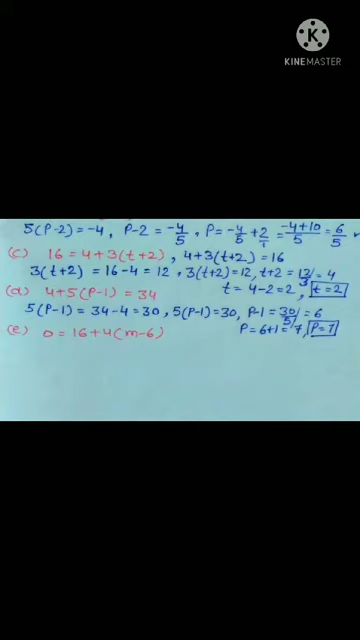 K
KINEMASTER
5(P-2)=-4, P-2 = -4/5, P = -4/5 + 2/1 = -4+10/5 = 6/5
(c) 16 = 4+3(t+2), 4+3(t+2) = 16
3(t+2) = 16-4 = 12, 3(t+2)=12, t+2 = 12/3 = 4
t = 4-2 = 2, t = 2
(d) 4+5(P-1) = 34
5(P-1) = 34-4 = 30, 5(P-1)=30, P-1 = 30/5 = 6
P = 6+1 = 7, P=7
(e) 0 = 16+4(m-6)